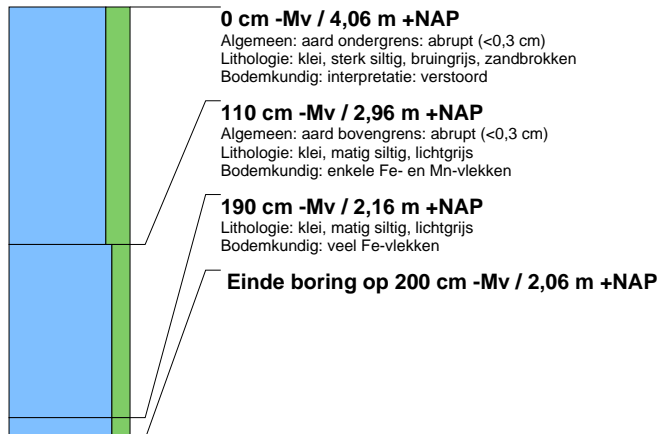 0 cm -Mv / 4,06 m +NAP
Algemeen: aard ondergrens: abrupt (<0,3 cm)
Lithologie: klei, sterk siltig, bruingrijs, zandbrokken
Bodemkundig: interpretatie: verstoord
110 cm -Mv / 2,96 m +NAP
Algemeen: aard bovengrens: abrupt (<0,3 cm)
Lithologie: klei, matig siltig, lichtgrijs
Bodemkundig: enkele Fe- en Mn-vlekken
190 cm -Mv / 2,16 m +NAP
Lithologie: klei, matig siltig, lichtgrijs
Bodemkundig: veel Fe-vlekken
Einde boring op 200 cm -Mv / 2,06 m +NAP